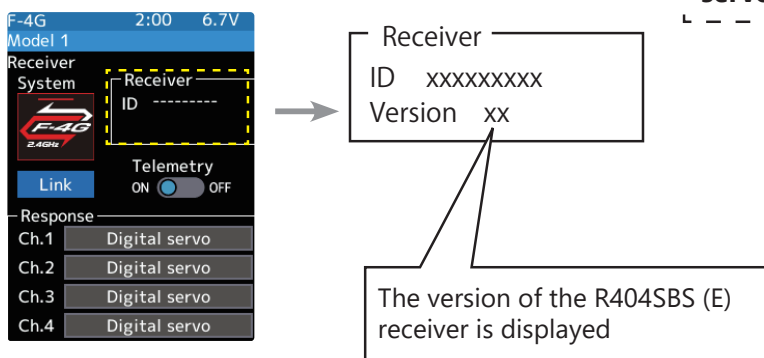 F-4G 2:00 6.7V
Model 1
Receiver
System
Receiver
ID ---------
F-4G
2.4GHz
Telemetry
Link
ON OFF
Response
Ch.1 Digital servo
Ch.2 Digital servo
Ch.3 Digital servo
Ch.4 Digital servo
Receiver
ID xxxxxxxxx
Version xx
The version of the R404SBS (E)
receiver is displayed